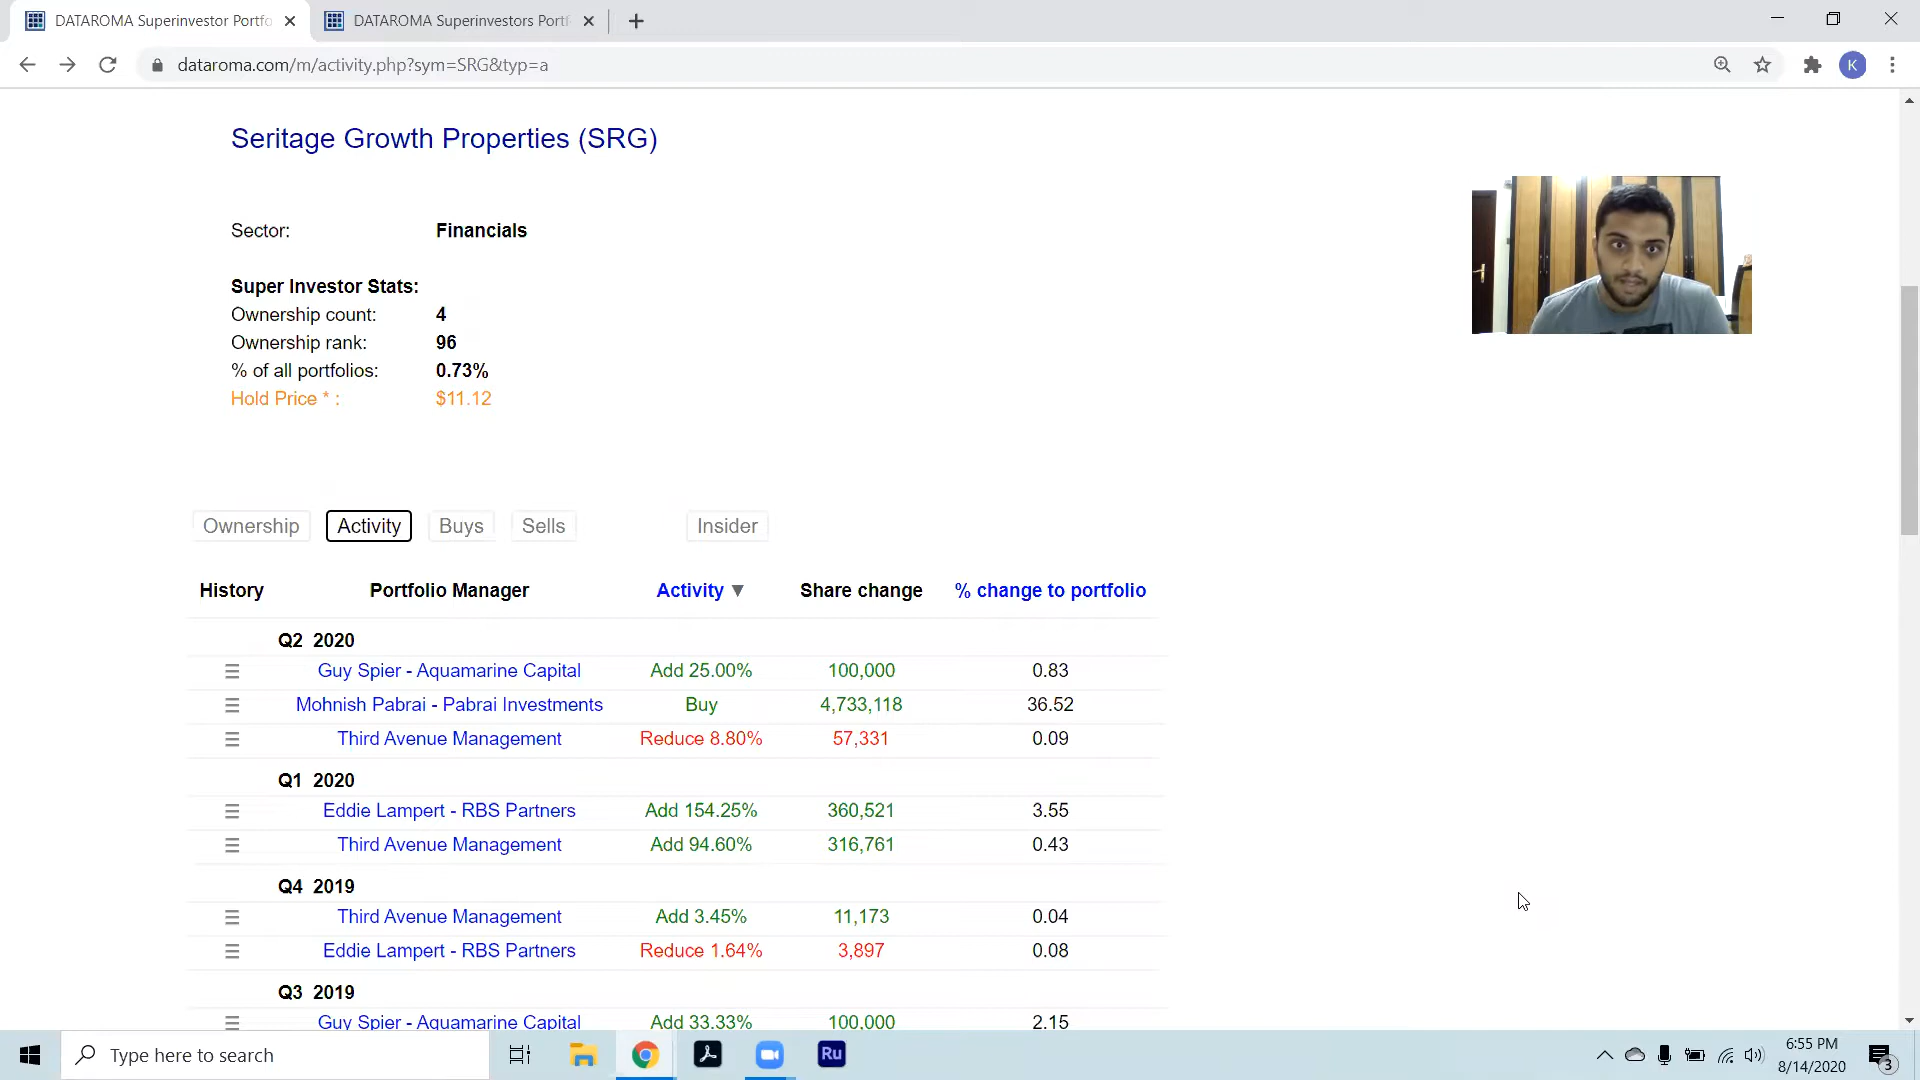 DATAROMA Superinvestor Portfo
DATAROMA Superinvestors Portf
dataroma.com/m/activity.php?sym=SRG&typ=a
K
Seritage Growth Properties (SRG)
Sector: Financials
Super Investor Stats:
Ownership count: 4
Ownership rank: 96
% of all portfolios: 0.73%
Hold Price * : $11.12
Ownership Activity Buys Sells Insider
History Portfolio Manager Activity ▼ Share change % change to portfolio
Q2 2020
≡ Guy Spier - Aquamarine Capital Add 25.00% 100,000 0.83
≡ Mohnish Pabrai - Pabrai Investments Buy 4,733,118 36.52
≡ Third Avenue Management Reduce 8.80% 57,331 0.09
Q1 2020
≡ Eddie Lampert - RBS Partners Add 154.25% 360,521 3.55
≡ Third Avenue Management Add 94.60% 316,761 0.43
Q4 2019
≡ Third Avenue Management Add 3.45% 11,173 0.04
≡ Eddie Lampert - RBS Partners Reduce 1.64% 3,897 0.08
Q3 2019
≡ Guy Spier - Aquamarine Capital Add 33.33% 100,000 2.15
Type here to search
Ru
6:55 PM
8/14/2020
3